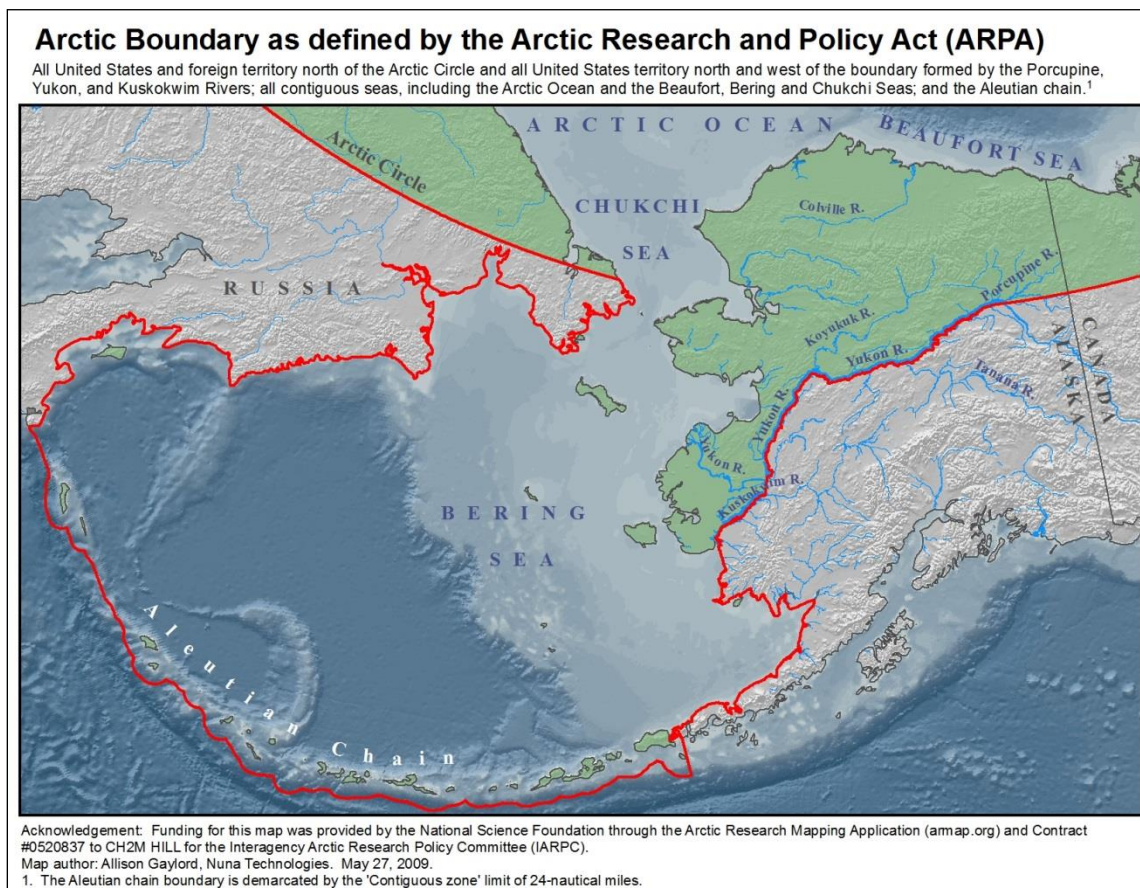 Arctic Boundary as defined by the Arctic Research and Policy Act (ARPA)
All United States and foreign territory north of the Arctic Circle and all United States territory north and west of the boundary formed by the Porcupine,
Yukon, and Kuskokwim Rivers; all contiguous seas, including the Arctic Ocean and the Beaufort, Bering and Chukchi Seas; and the Aleutian chain.1
ARCTIC OCEAN
BEAUFORT SEA
Arctic Circle
CHUKCHI
SEA
Colville R.
RUSSIA
Porcupine R.
Koyukuk R.
Yukon R.
CANADA
ALASKA
Tanana R.
Yukon R.
Yukon R.
Kuskokwim R.
BERING
SEA
Aleutian
Chain
Acknowledgement: Funding for this map was provided by the National Science Foundation through the Arctic Research Mapping Application (armap.org) and Contract
#0520837 to CH2M HILL for the Interagency Arctic Research Policy Committee (IARPC).
Map author: Allison Gaylord, Nuna Technologies. May 27, 2009.
1. The Aleutian chain boundary is demarcated by the 'Contiguous zone' limit of 24-nautical miles.